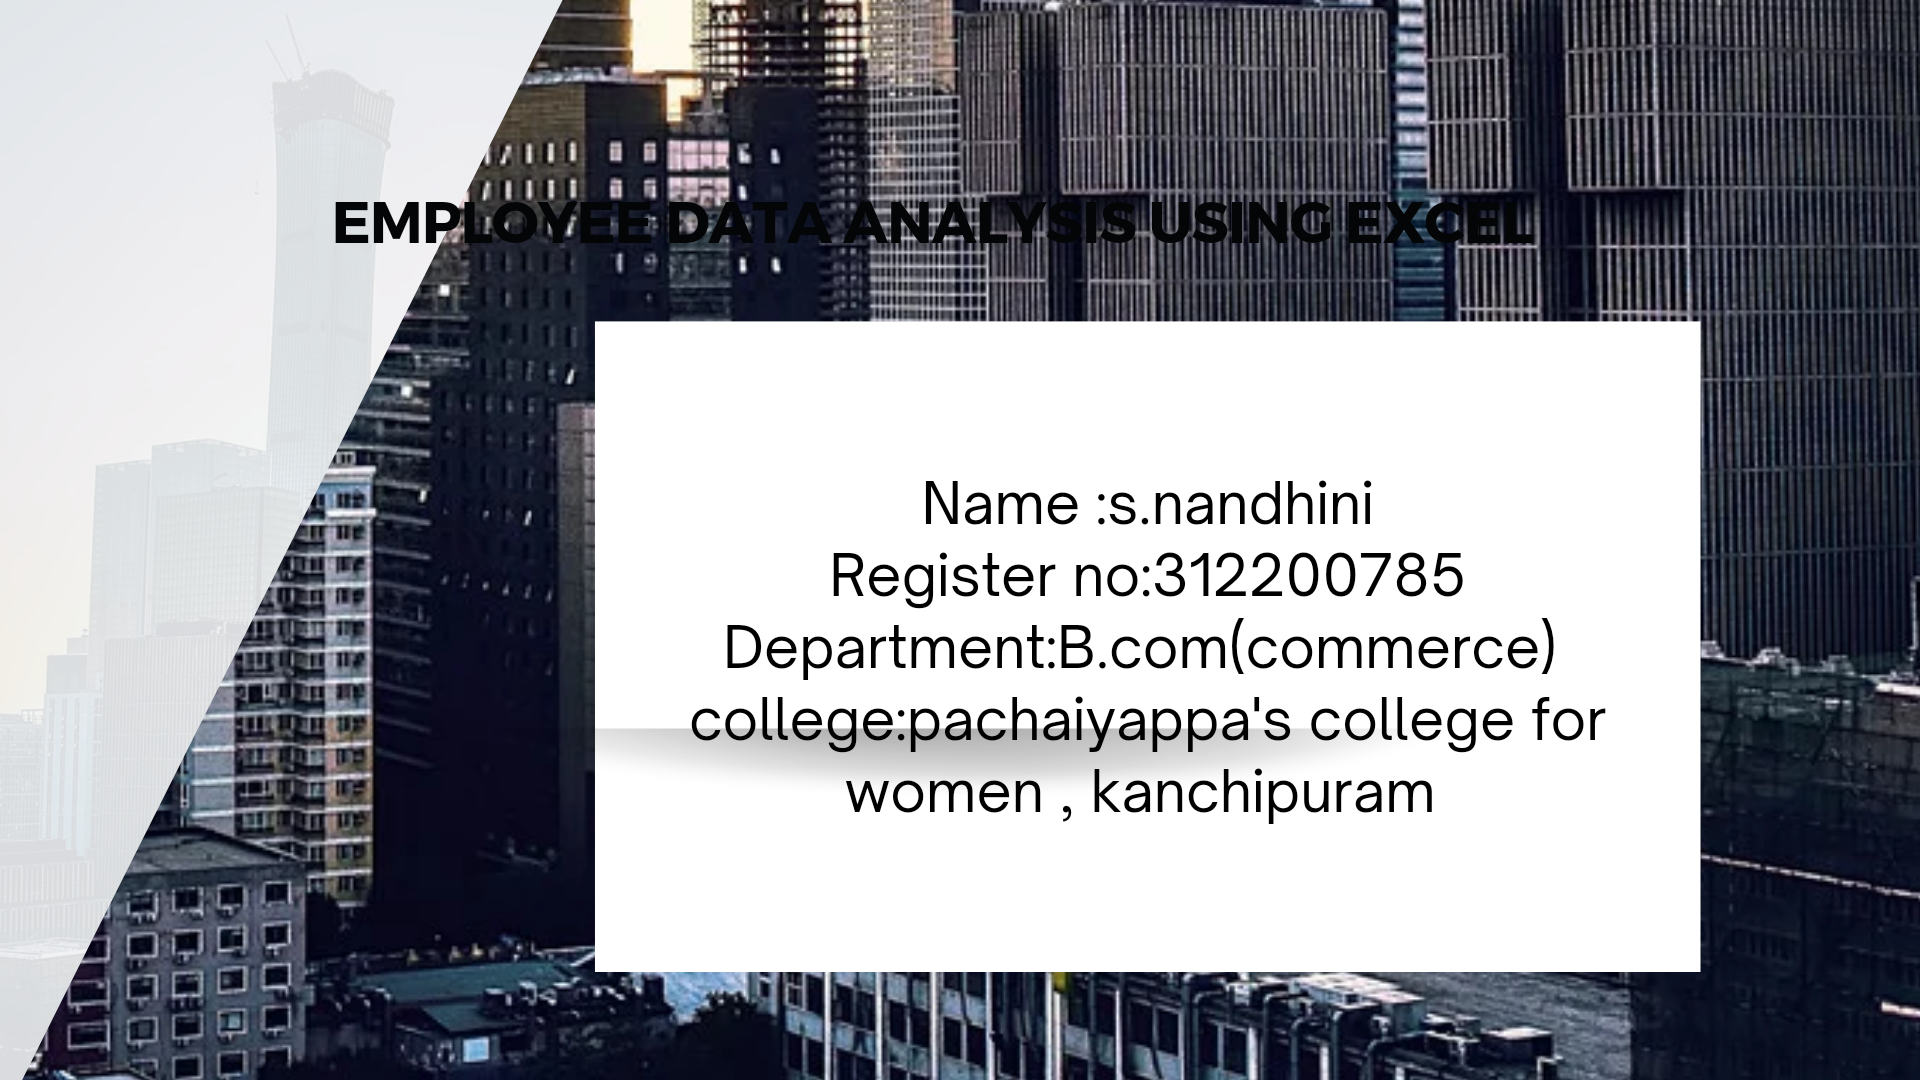 EMPLOYEE DATA ANALYSIS USING EXCEL
Name :s.nandhini
Register no:312200785
Department:B.com(commerce)
college:pachaiyappa's college for
women , kanchipuram